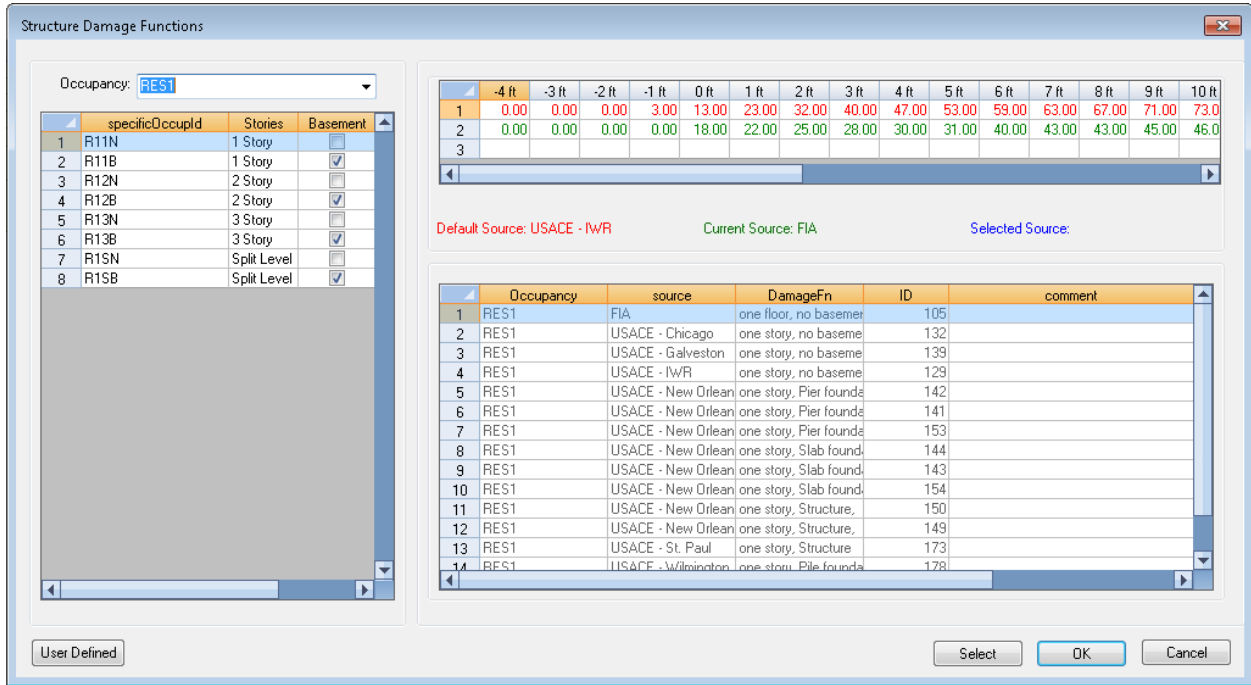 Structure Damage Functions
Occupancy: RES1
specificOccupId Stories Basement
1 R11N 1 Story
2 R11B 1 Story
3 R12N 2 Story
4 R12B 2 Story
5 R13N 3 Story
6 R13B 3 Story
7 R1SN Split Level
8 R1SB Split Level
-4 ft -3 ft -2 ft -1 ft 0 ft 1 ft 2 ft 3 ft 4 ft 5 ft 6 ft 7 ft 8 ft 9 ft 10 ft
1 0.00 0.00 0.00 3.00 13.00 23.00 32.00 40.00 47.00 53.00 59.00 63.00 67.00 71.00 73.0
2 0.00 0.00 0.00 0.00 18.00 22.00 25.00 28.00 30.00 31.00 40.00 43.00 43.00 45.00 46.0
3
Default Source: USACE - IWR Current Source: FIA Selected Source:
Occupancy source DamageFn ID comment
1 RES1 FIA one floor, no basemen 105
2 RES1 USACE - Chicago one story, no baseme 132
3 RES1 USACE - Galveston one story, no baseme 139
4 RES1 USACE - IWR one story, no baseme 129
5 RES1 USACE - New Orlean one story, Pier founda 142
6 RES1 USACE - New Orlean one story, Pier founda 141
7 RES1 USACE - New Orlean one story, Pier founda 153
8 RES1 USACE - New Orlean one story, Slab found 144
9 RES1 USACE - New Orlean one story, Slab found 143
10 RES1 USACE - New Orlean one story, Slab found 154
11 RES1 USACE - New Orlean one story, Structure, 150
12 RES1 USACE - New Orlean one story, Structure, 149
13 RES1 USACE - St. Paul one story, Structure 173
14 RES1 USACE - Wilmington one story, Pile founda 178
User Defined Select OK Cancel